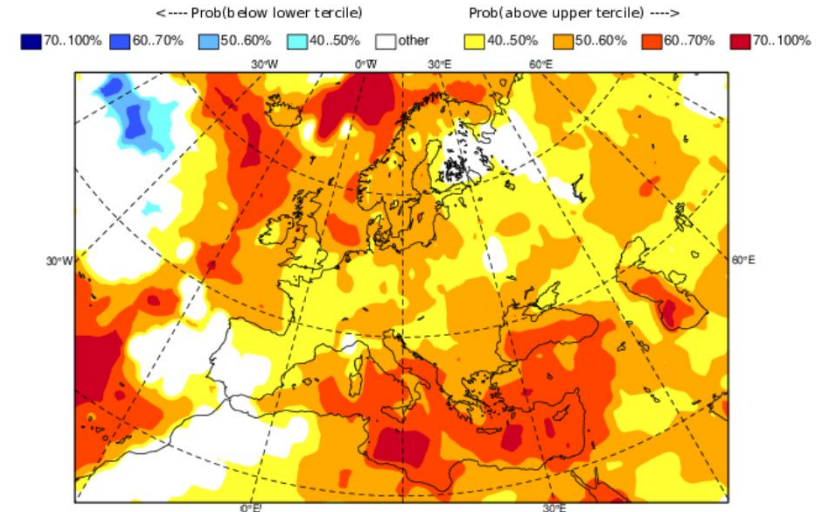 <---- Prob(below lower tercile) Prob(above upper tercile) ---->
70..100% 60..70% 50..60% 40..50% other 40..50% 50..60% 60..70% 70..100%
30°W 0°W 30°E 60°E
30°W 60°E
0°E 30°E